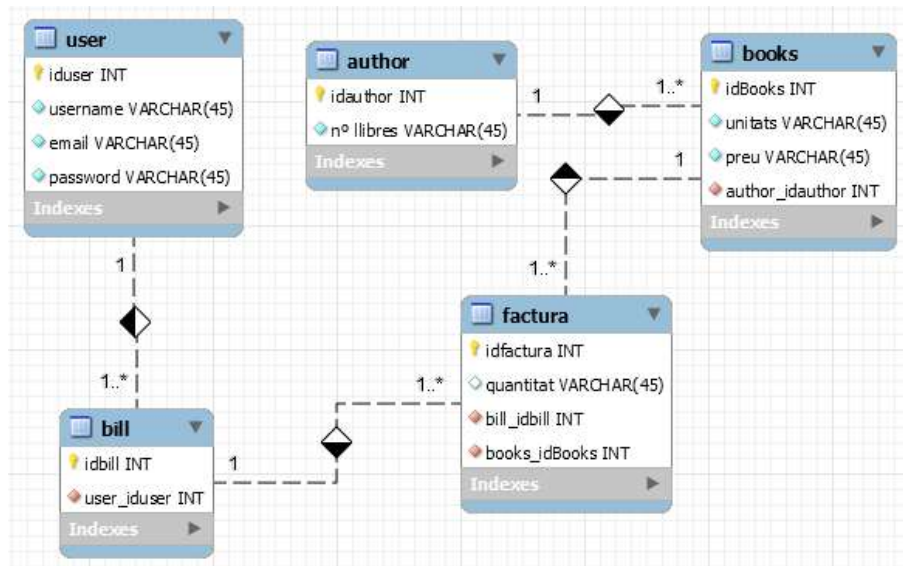 user
iduser INT
username VARCHAR(45)
email VARCHAR(45)
password VARCHAR(45)
Indexes
author
idauthor INT
nº llibres VARCHAR(45)
Indexes
books
idBooks INT
unitats VARCHAR(45)
preu VARCHAR(45)
author_idauthor INT
Indexes
1
1..*
1
1..*
1
1..*
factura
idfactura INT
quantitat VARCHAR(45)
bill_idbill INT
books_idBooks INT
Indexes
1..*
1
bill
idbill INT
user_iduser INT
Indexes